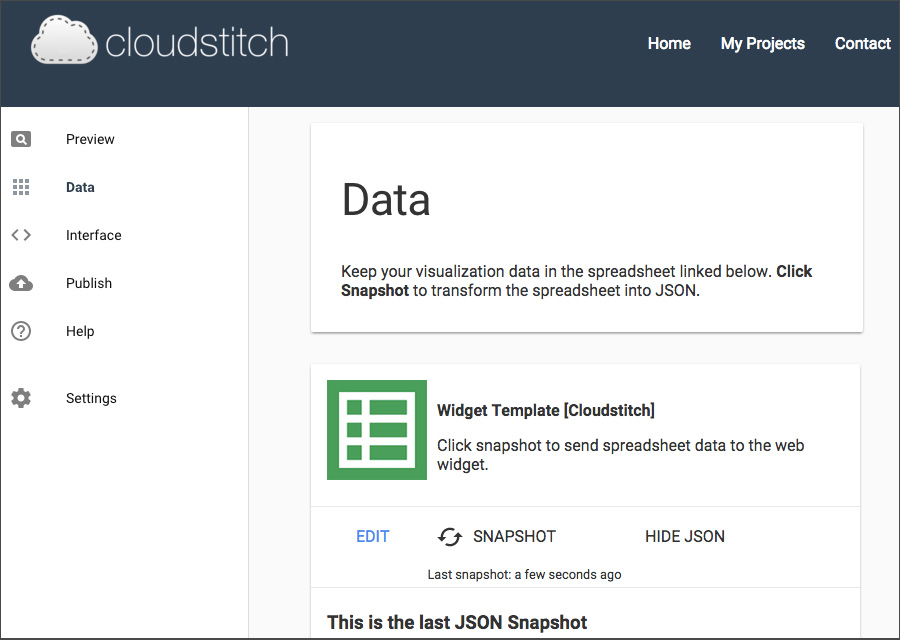 cloudstitch
Home My Projects Contact
Preview
Data
Interface
Publish
Help
Settings
Data
Keep your visualization data in the spreadsheet linked below. Click
Snapshot to transform the spreadsheet into JSON.
Widget Template [Cloudstitch]
Click snapshot to send spreadsheet data to the web
widget.
EDIT SNAPSHOT HIDE JSON
Last snapshot: a few seconds ago
This is the last JSON Snapshot